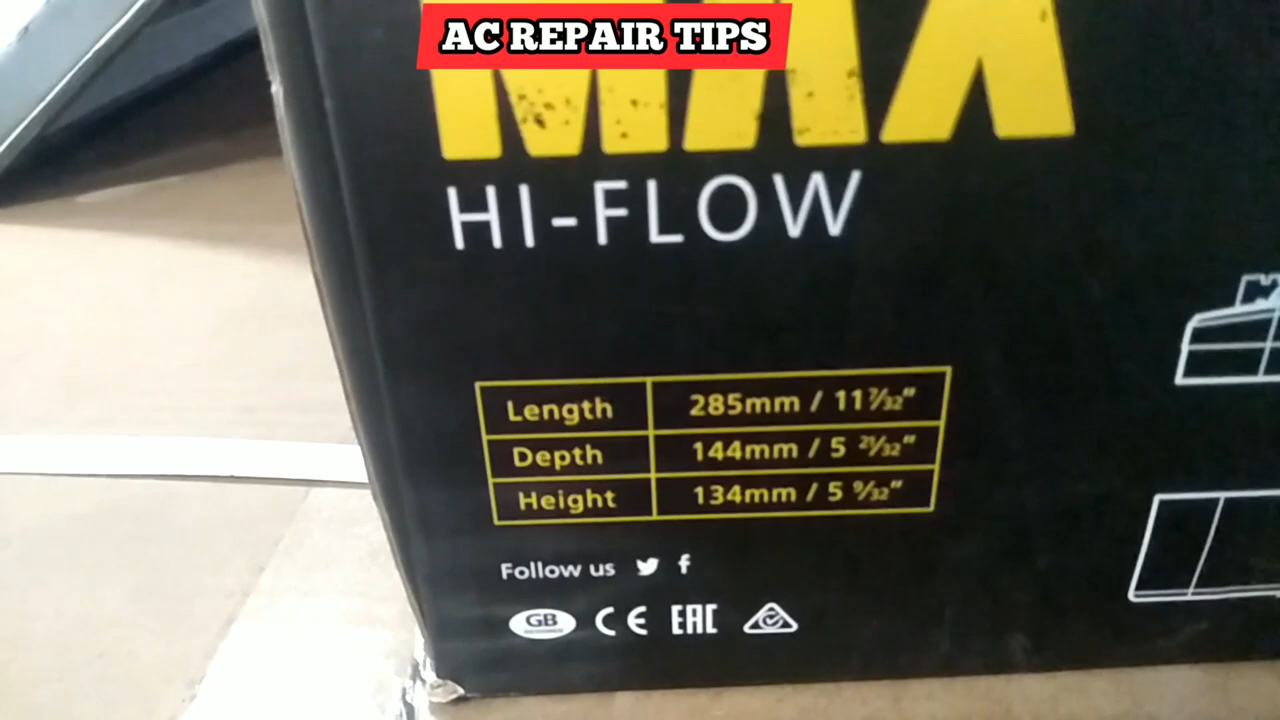 AC REPAIR TIPS
MAX
HI-FLOW
Length 285mm / 11 7/32"
Depth 144mm / 5 21/32"
Height 134mm / 5 9/32"
Follow us
GB
CE EAC